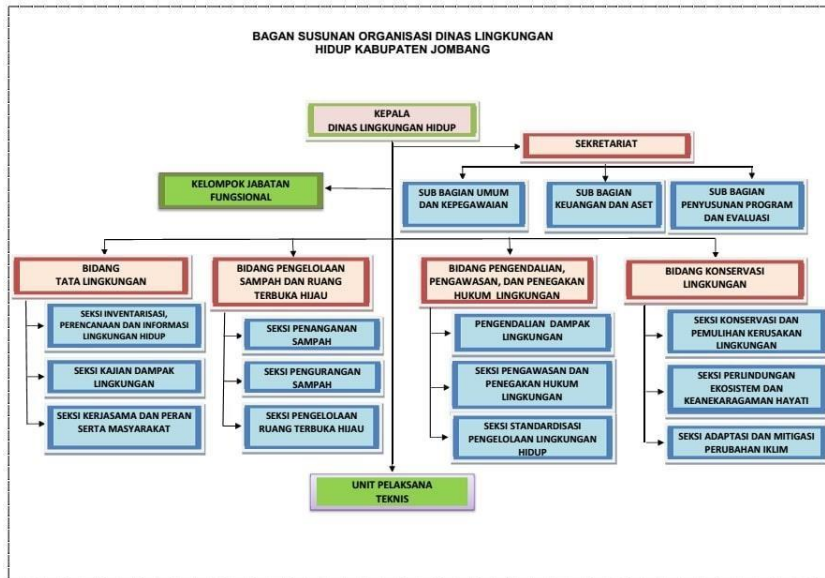 BAGAN SUSUNAN ORGANISASI DINAS LINGKUNGAN
HIDUP KABUPATEN JOMBANG
KEPALA
DINAS LINGKUNGAN HIDUP
SEKRETARIAT
KELOMPOK JABATAN
FUNGSIONAL
SUB BAGIAN UMUM
DAN KEPEGAWAIAN
SUB BAGIAN
KEUANGAN DAN ASET
SUB BAGIAN
PENYUSUNAN PROGRAM
DAN EVALUASI
BIDANG
TATA LINGKUNGAN
SEKSI INVENTARISASI,
PERENCANAAN DAN INFORMASI
LINGKUNGAN HIDUP
SEKSI KAJIAN DAMPAK
LINGKUNGAN
SEKSI KERJASAMA DAN PERAN
SERTA MASYARAKAT
BIDANG PENGELOLAAN
SAMPAH DAN RUANG
TERBUKA HIJAU
SEKSI PENANGANAN
SAMPAH
SEKSI PENGURANGAN
SAMPAH
SEKSI PENGELOLAAN
RUANG TERBUKA HIJAU
BIDANG PENGENDALIAN,
PENGAWASAN, DAN PENEGAKAN
HUKUM LINGKUNGAN
PENGENDALIAN DAMPAK
LINGKUNGAN
SEKSI PENGAWASAN DAN
PENEGAKAN HUKUM
LINGKUNGAN
SEKSI STANDARDISASI
PENGELOLAAN LINGKUNGAN
HIDUP
BIDANG KONSERVASI
LINGKUNGAN
SEKSI KONSERVASI DAN
PEMULIHAN KERUSAKAN
LINGKUNGAN
SEKSI PERLINDUNGAN
EKOSISTEM DAN
KEANEKARAGAMAN HAYATI
SEKSI ADAPTASI DAN MITIGASI
PERUBAHAN IKLIM
UNIT PELAKSANA
TEKNIS